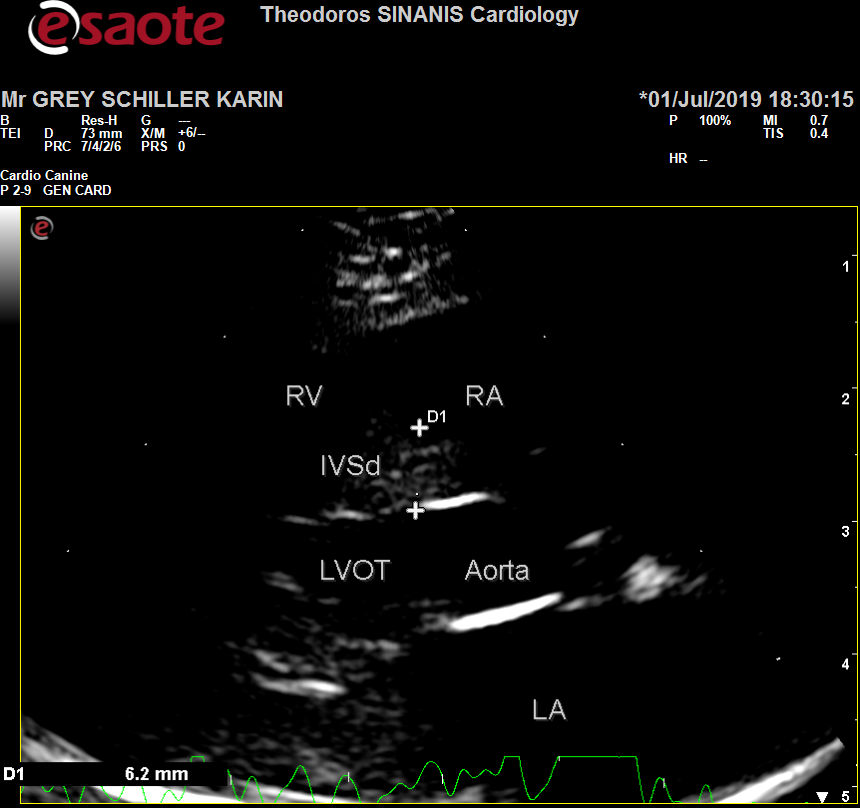 esaote
Theodoros SINANIS Cardiology
Mr GREY SCHILLER KARIN *01/Jul/2019 18:30:15
B Res-H G --- P 100% MI 0.7
TEI D 73 mm X/M +6/-- TIS 0.4
PRC 7/4/2/6 PRS 0
HR --
Cardio Canine
P 2-9 GEN CARD
e
1
RV RA 2
D1
IVSd
3
LVOT Aorta
4
LA
D1 6.2 mm
5